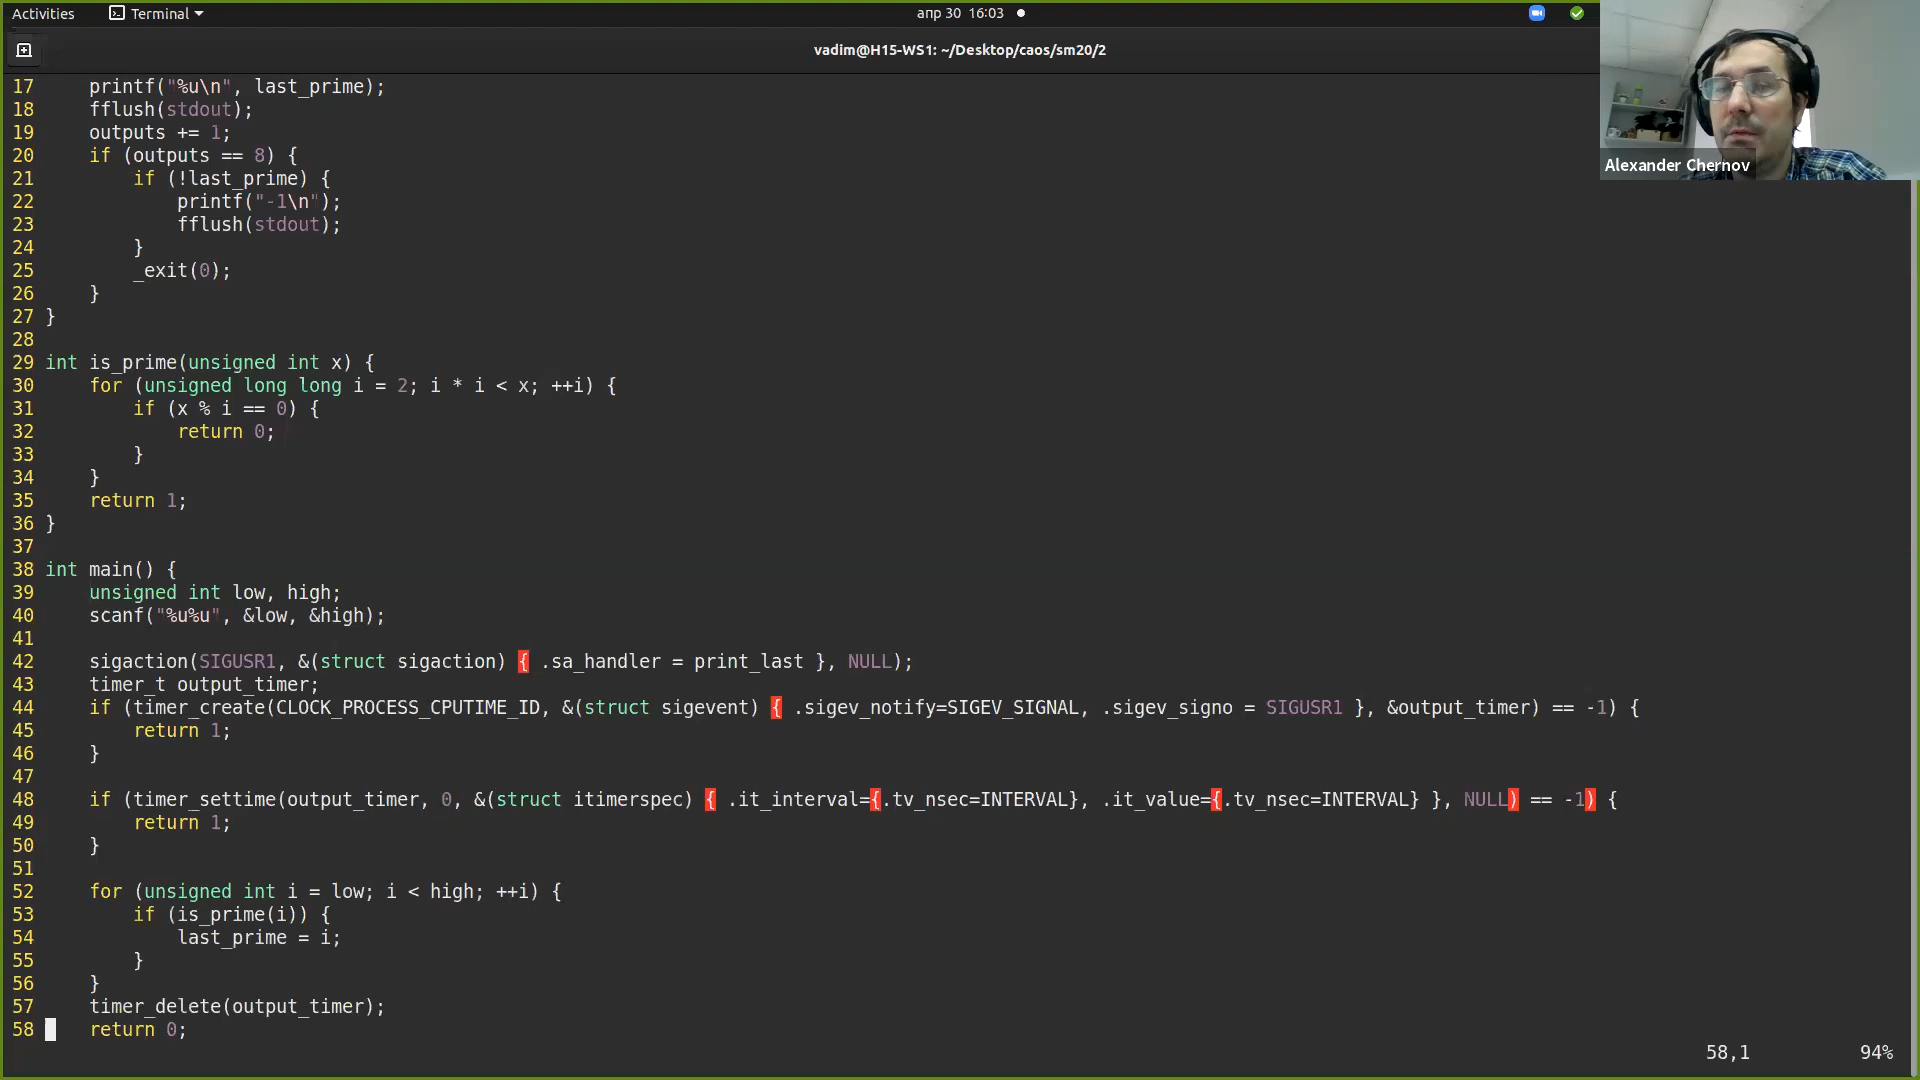 Activities
Terminal
апр 30 16:03
vadim@H15-WS1: ~/Desktop/caos/sm20/2
Alexander Chernov
17     printf("%u\n", last_prime);
18     fflush(stdout);
19     outputs += 1;
20     if (outputs == 8) {
21         if (!last_prime) {
22             printf("-1\n");
23             fflush(stdout);
24         }
25         _exit(0);
26     }
27 }
28
29 int is_prime(unsigned int x) {
30     for (unsigned long long i = 2; i * i < x; ++i) {
31         if (x % i == 0) {
32             return 0;
33         }
34     }
35     return 1;
36 }
37
38 int main() {
39     unsigned int low, high;
40     scanf("%u%u", &low, &high);
41
42     sigaction(SIGUSR1, &(struct sigaction) { .sa_handler = print_last }, NULL);
43     timer_t output_timer;
44     if (timer_create(CLOCK_PROCESS_CPUTIME_ID, &(struct sigevent) { .sigev_notify=SIGEV_SIGNAL, .sigev_signo = SIGUSR1 }, &output_timer) == -1) {
45         return 1;
46     }
47
48     if (timer_settime(output_timer, 0, &(struct itimerspec) { .it_interval={.tv_nsec=INTERVAL}, .it_value={.tv_nsec=INTERVAL} }, NULL) == -1) {
49         return 1;
50     }
51
52     for (unsigned int i = low; i < high; ++i) {
53         if (is_prime(i)) {
54             last_prime = i;
55         }
56     }
57     timer_delete(output_timer);
58     return 0;
58,1
94%